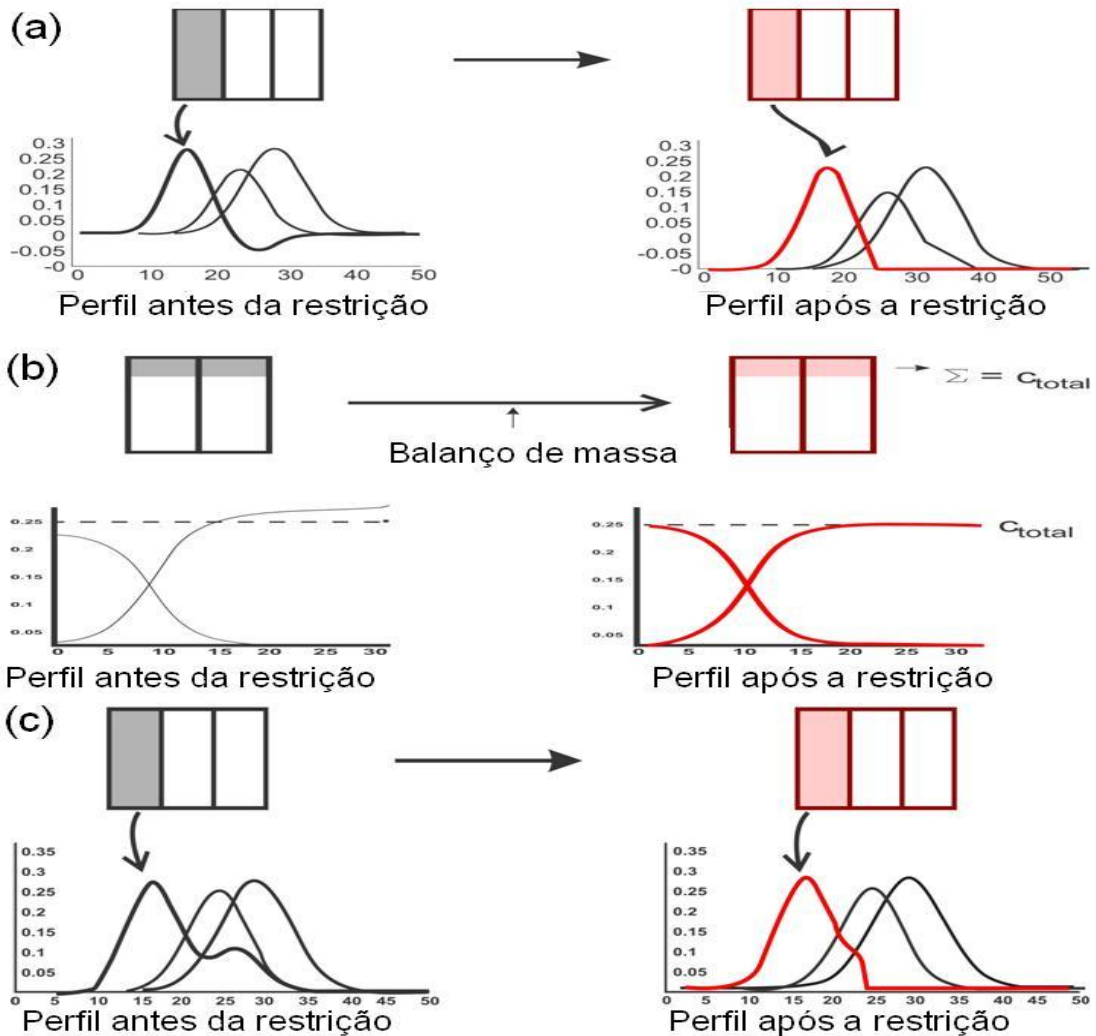 (a)
0.3
0.25
0.2
0.15
0.1
0.05
0
-0.05
-0
0 10 20 30 40 50
Perfil antes da restrição
0.3
0.25
0.2
0.15
0.1
0.05
0
-0.05
-0
0 10 20 30 40 50
Perfil após a restrição
(b)
Balanço de massa
Σ = c total
0.25
0.2
0.15
0.1
0.05
0 5 10 15 20 25 30
Perfil antes da restrição
0.25
0.2
0.15
0.1
0.05
0 5 10 15 20 25 30
c total
Perfil após a restrição
(c)
0.35
0.3
0.25
0.2
0.15
0.1
0.05
0 5 10 15 20 25 30 35 40 45 50
Perfil antes da restrição
0.35
0.3
0.25
0.2
0.15
0.1
0.05
0 5 10 15 20 25 30 35 40 45 50
Perfil após a restrição